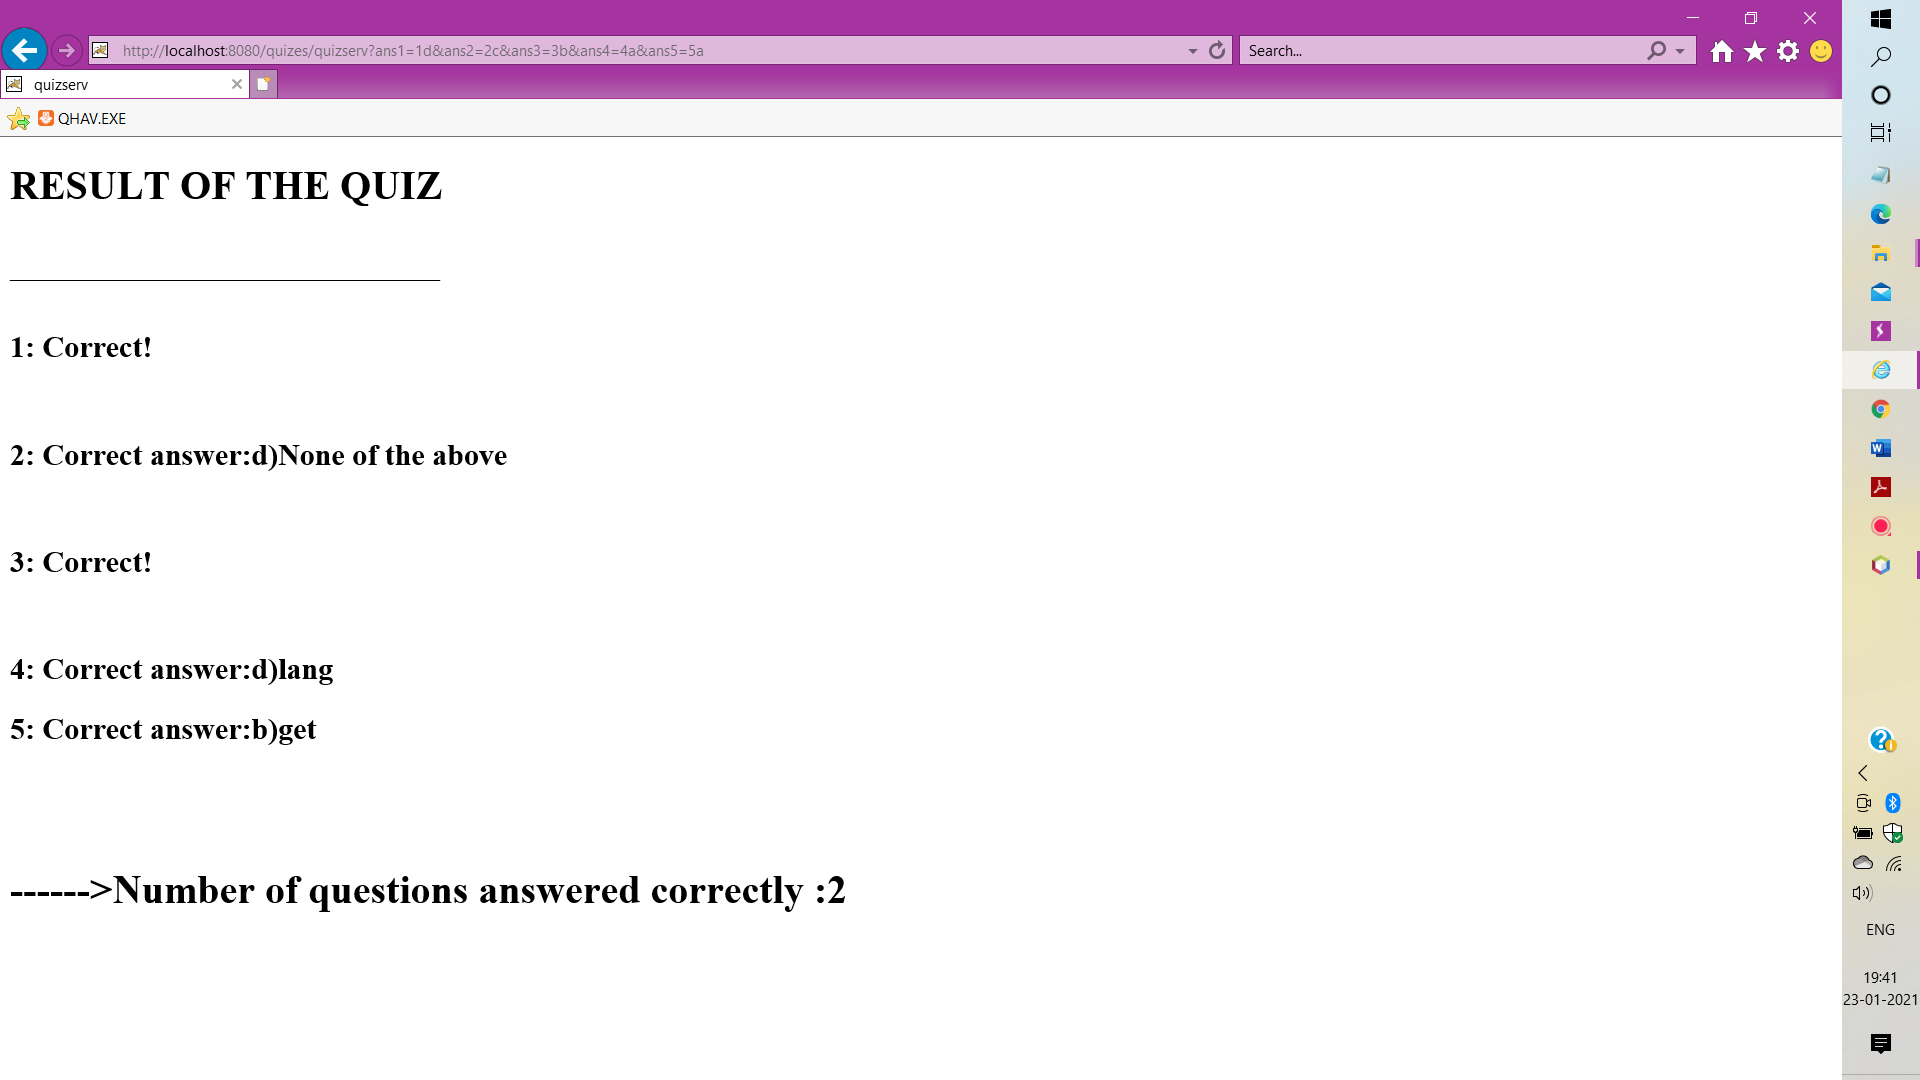 http://localhost:8080/quizes/quizserv?ans1=1d&ans2=2c&ans3=3b&ans4=4a&ans5=5a
Search...
quizserv
QHAV.EXE
RESULT OF THE QUIZ
1: Correct!
2: Correct answer:d)None of the above
3: Correct!
4: Correct answer:d)lang
5: Correct answer:b)get
------>Number of questions answered correctly :2
ENG
19:41
23-01-2021